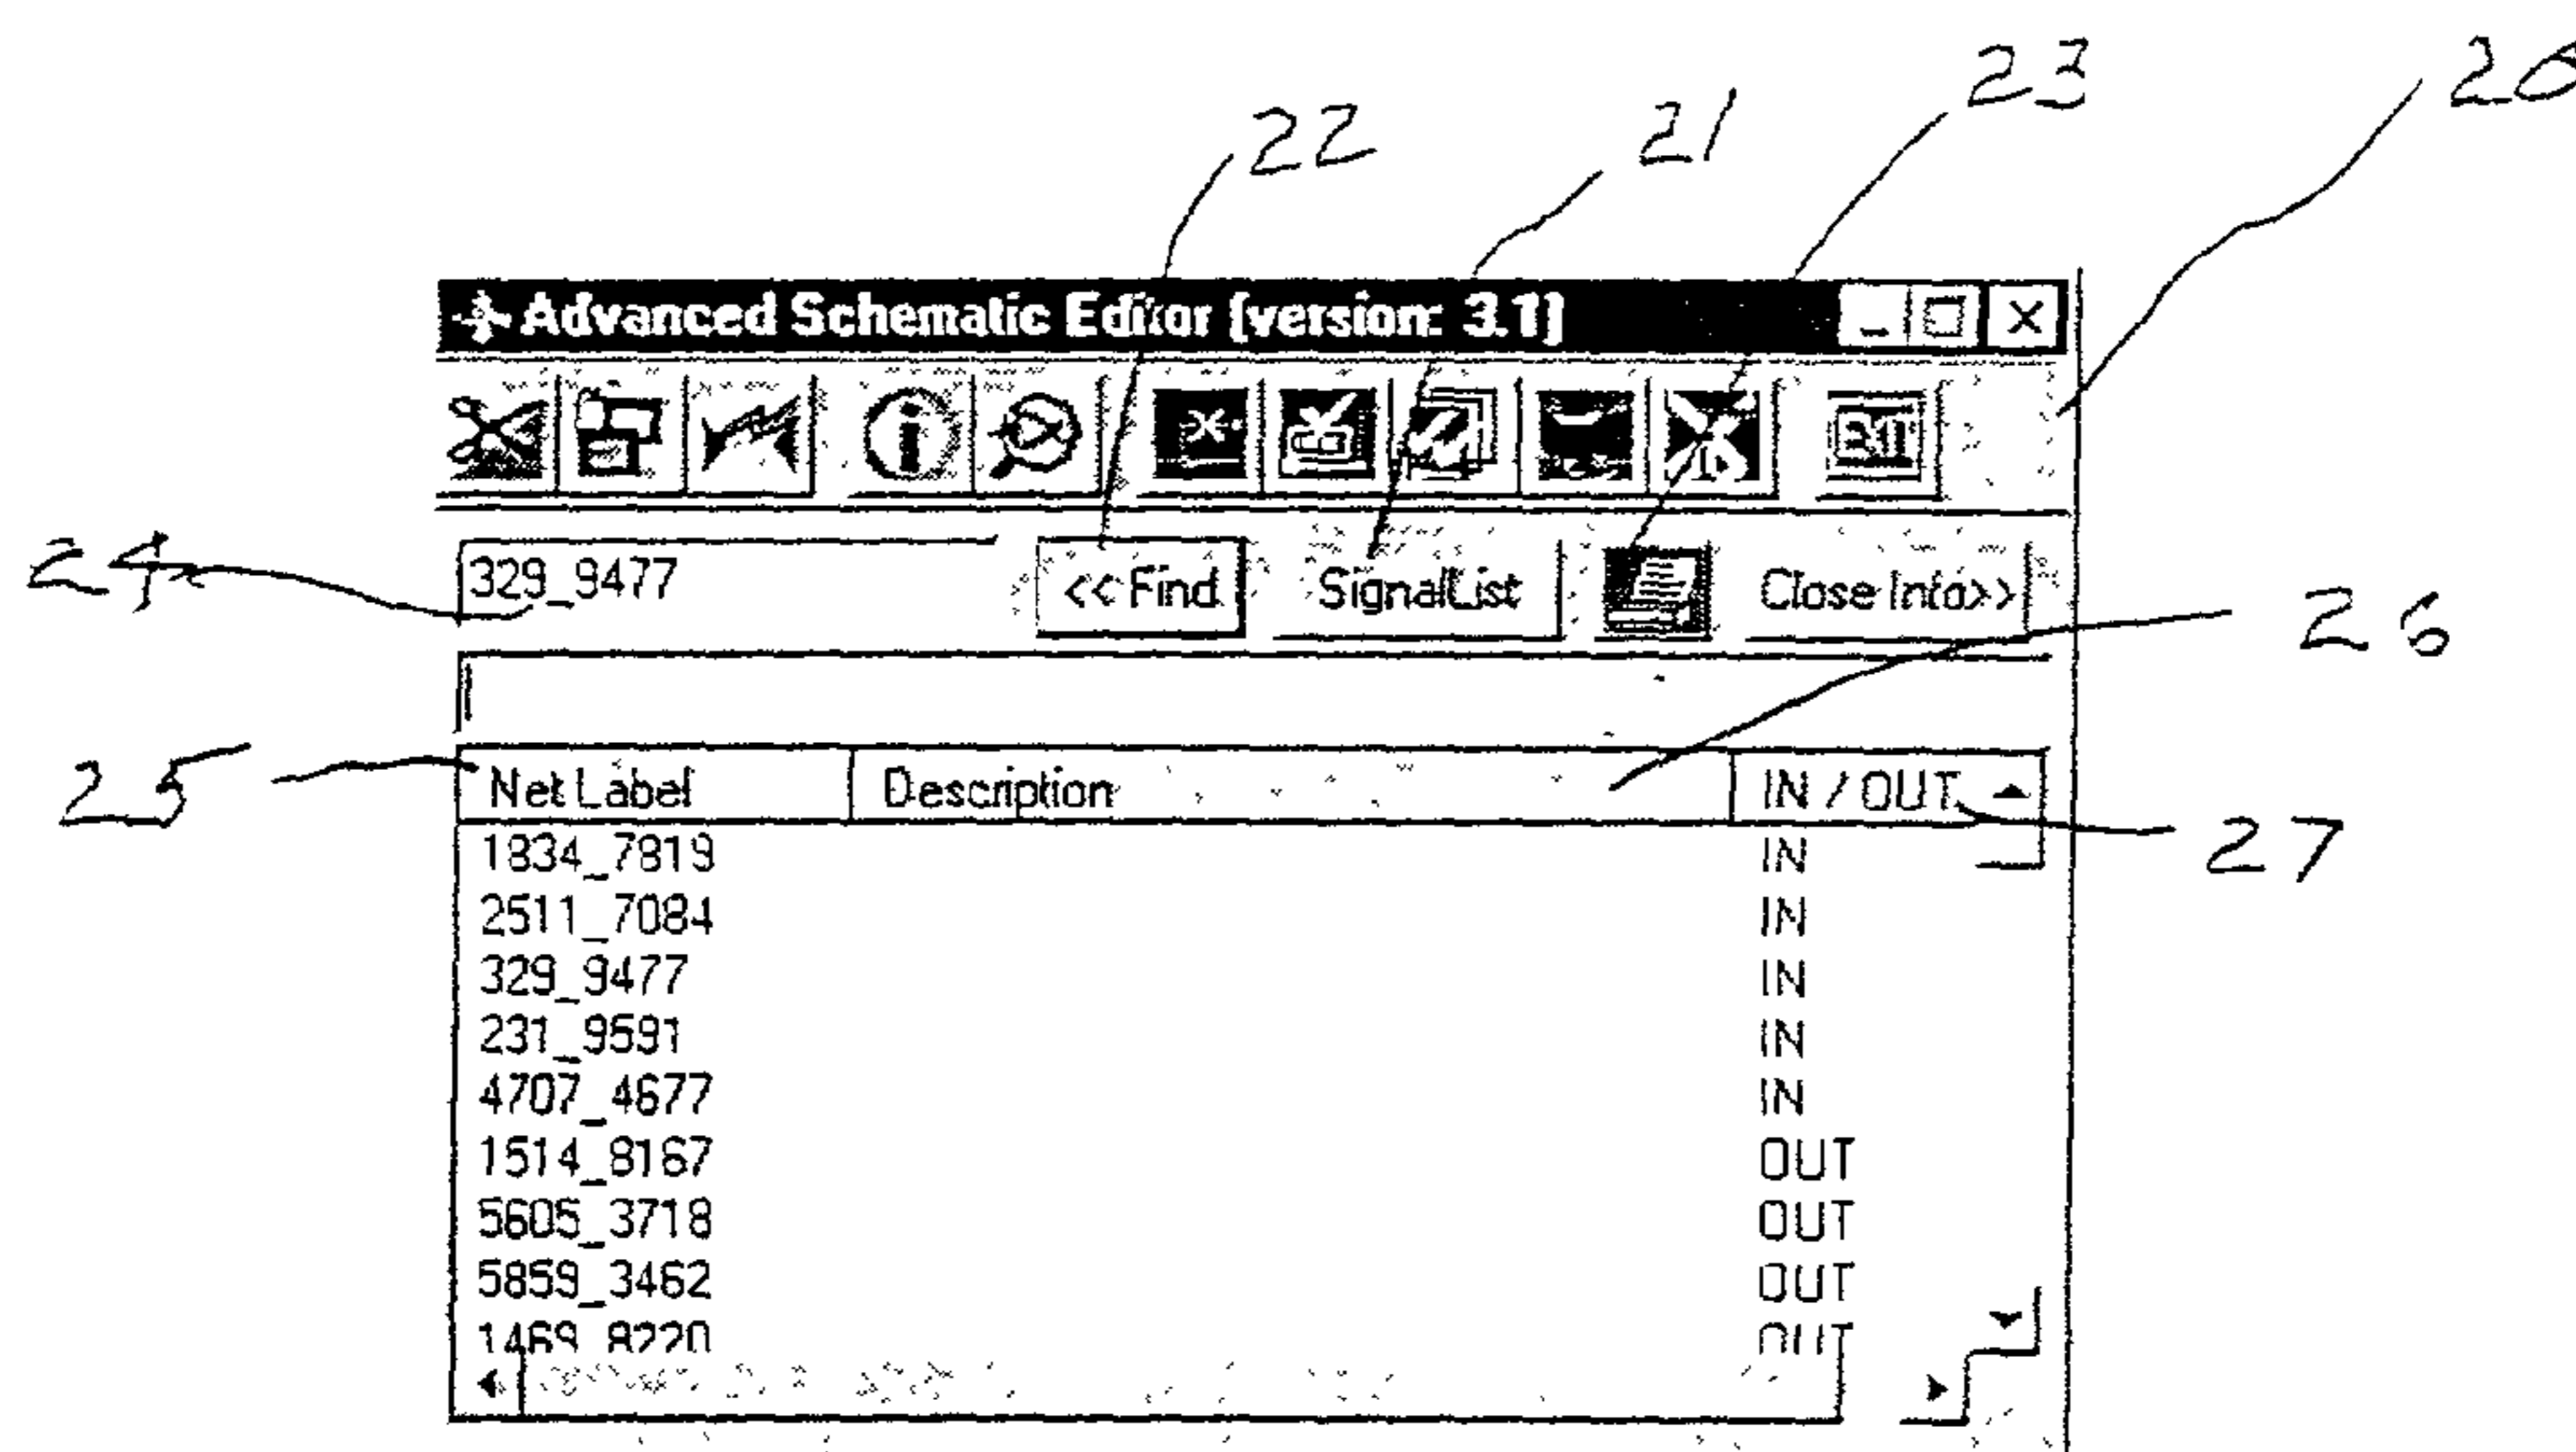 22 21 23 20
Advanced Schematic Editor (version: 3.1)
24 329_9477 << Find SignalList Close Info>>
26
25 Net Label Description IN / OUT
27
1834_7819 IN
2511_7084 IN
329_9477 IN
231_9591 IN
4707_4677 IN
1514_8167 OUT
5605_3718 OUT
5859_3462 OUT
1469_8220 OUT